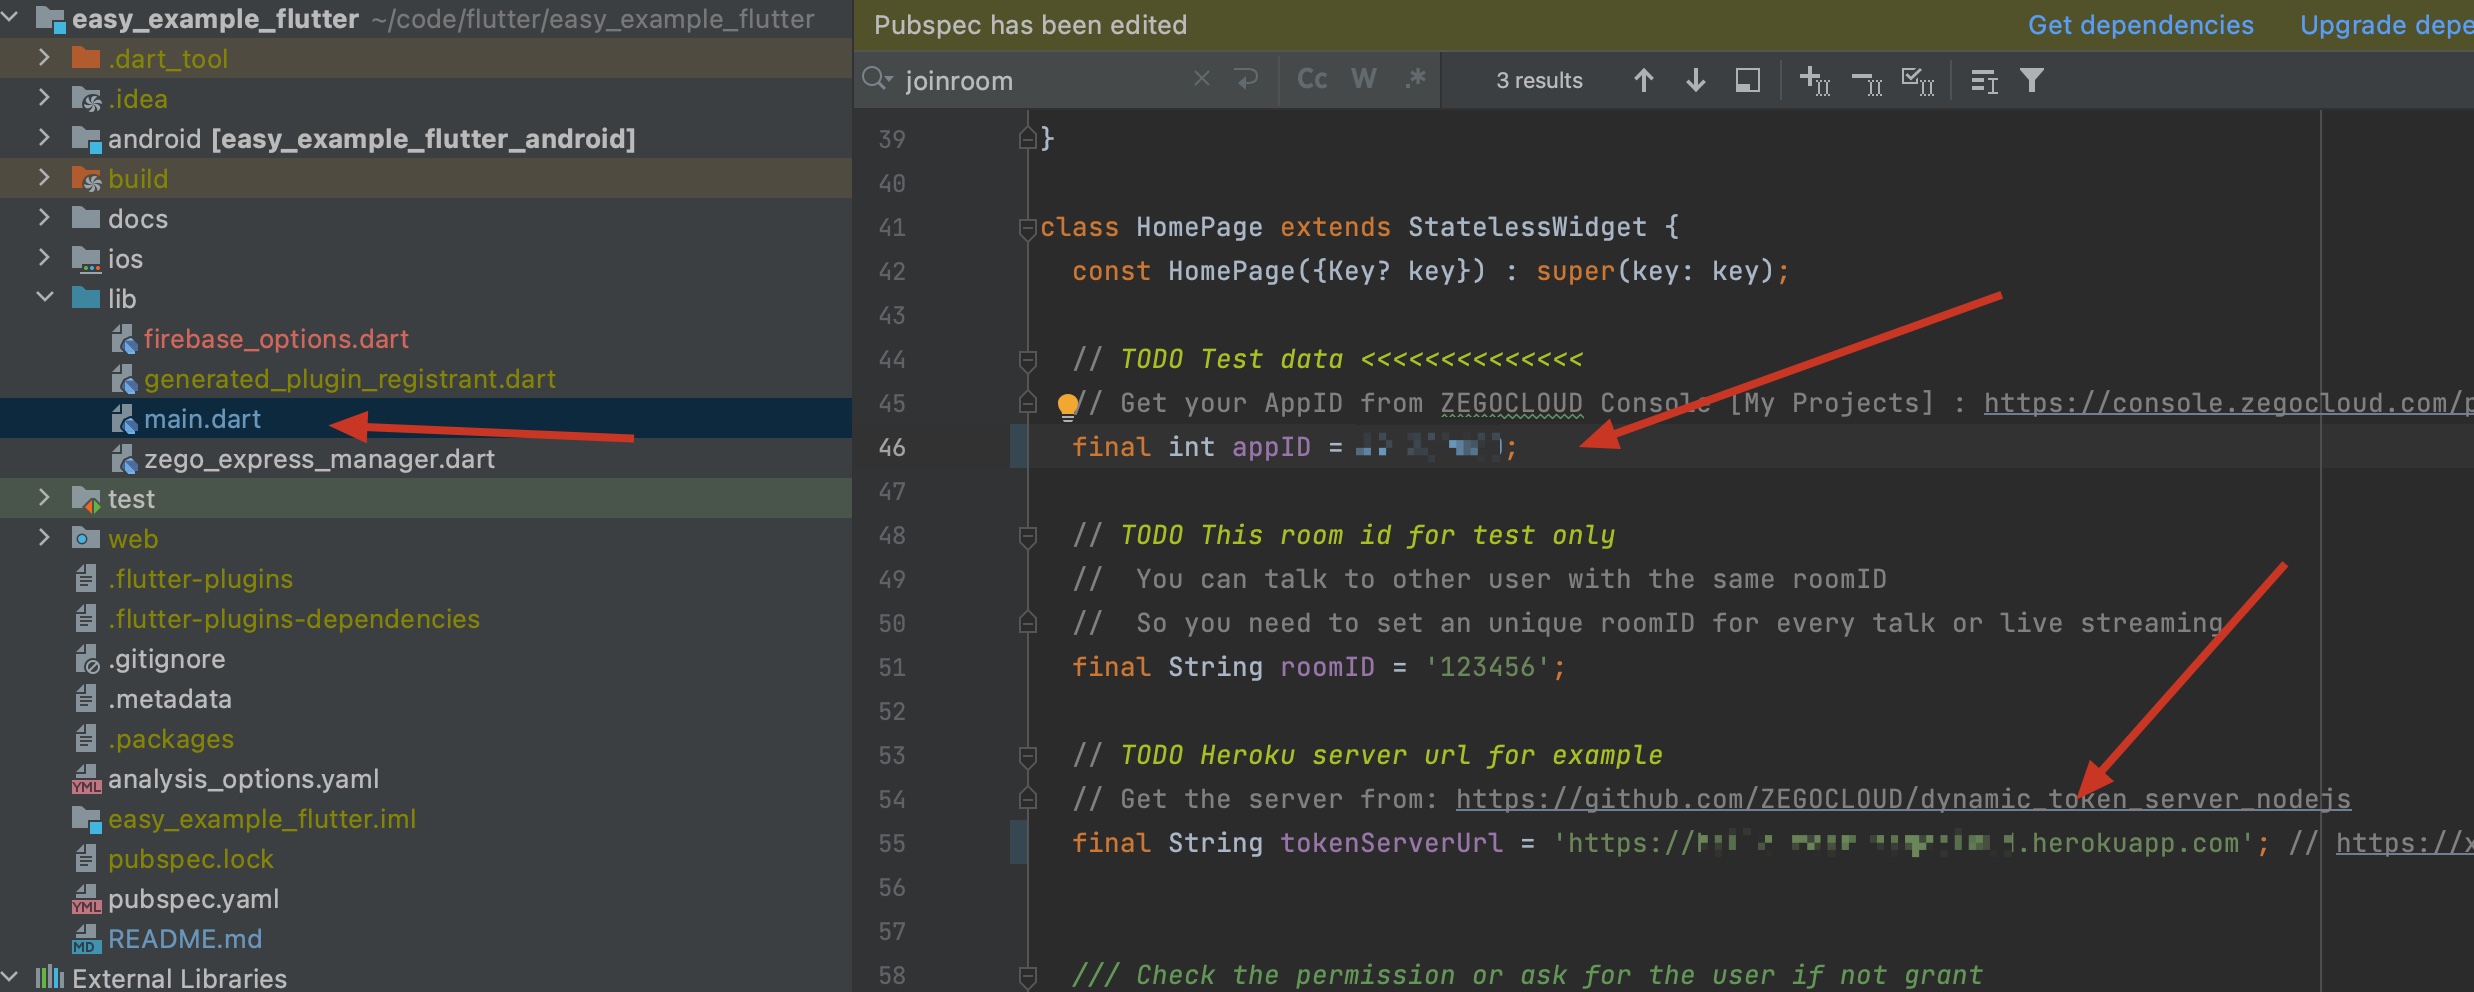 easy_example_flutter ~/code/flutter/easy_example_flutter
.dart_tool
.idea
android [easy_example_flutter_android]
build
docs
ios
lib
firebase_options.dart
generated_plugin_registrant.dart
main.dart
zego_express_manager.dart
test
web
.flutter-plugins
.flutter-plugins-dependencies
.gitignore
.metadata
.packages
analysis_options.yaml
easy_example_flutter.iml
pubspec.lock
pubspec.yaml
README.md
External Libraries
Pubspec has been edited Get dependencies Upgrade depe
joinroom Cc W .* 3 results
39 }
40
41 class HomePage extends StatelessWidget {
42 const HomePage({Key? key}) : super(key: key);
43
44 // TODO Test data <<<<<<<<<<<<<<
45 // Get your AppID from ZEGOCLOUD Console [My Projects] : https://console.zegocloud.com/p
46 final int appID = ;
47
48 // TODO This room id for test only
49 // You can talk to other user with the same roomID
50 // So you need to set an unique roomID for every talk or live streaming
51 final String roomID = '123456';
52
53 // TODO Heroku server url for example
54 // Get the server from: https://github.com/ZEGOCLOUD/dynamic_token_server_nodejs
55 final String tokenServerUrl = 'https:// .herokuapp.com'; // https://x
56
57
58 /// Check the permission or ask for the user if not grant